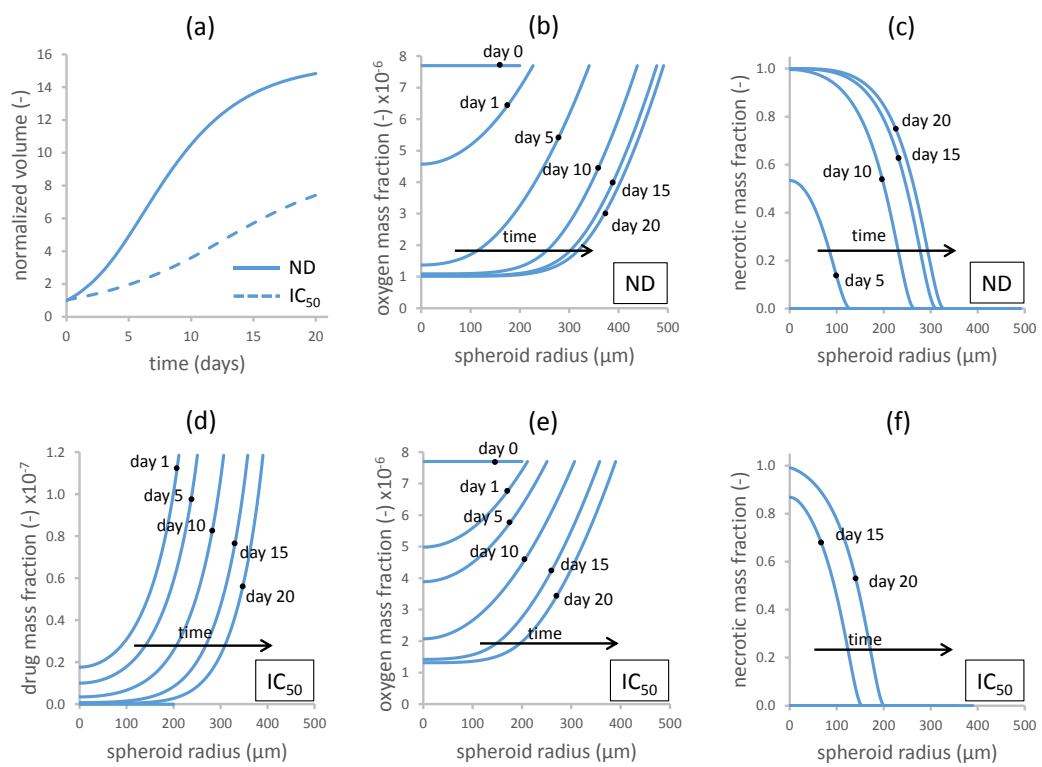 (a)
normalized volume (-)
16
14
12
10
8
6
4
2
0
0 5 10 15 20
time (days)
ND
IC50
(b)
oxygen mass fraction (-) x10-6
8
7
6
5
4
3
2
1
0
0 100 200 300 400 500
spheroid radius (μm)
day 0
day 1
day 5
day 10
day 15
day 20
time
ND
(c)
necrotic mass fraction (-)
1.0
0.8
0.6
0.4
0.2
0.0
0 100 200 300 400 500
spheroid radius (μm)
day 20
day 15
day 10
time
day 5
ND
(d)
drug mass fraction (-) x10-7
1.2
1.0
0.8
0.6
0.4
0.2
0.0
0 100 200 300 400 500
spheroid radius (μm)
day 1
day 5
day 10
day 15
day 20
time
IC50
(e)
oxygen mass fraction (-) x10-6
8
7
6
5
4
3
2
1
0
0 100 200 300 400 500
spheroid radius (μm)
day 0
day 1
day 5
day 10
day 15
day 20
time
IC50
(f)
necrotic mass fraction (-)
1.0
0.8
0.6
0.4
0.2
0.0
0 100 200 300 400 500
spheroid radius (μm)
day 15
day 20
time
IC50